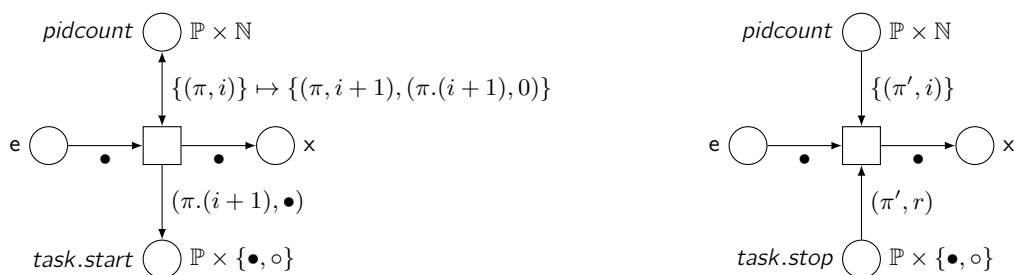 pidcount ℙ × ℕ
{(π, i)} ↦ {(π, i + 1), (π.(i + 1), 0)}
e • • x
(π.(i + 1), •)
task.start ℙ × {•, ◦}
pidcount ℙ × ℕ
{(π′, i)}
e • • x
(π′, r)
task.stop ℙ × {•, ◦}